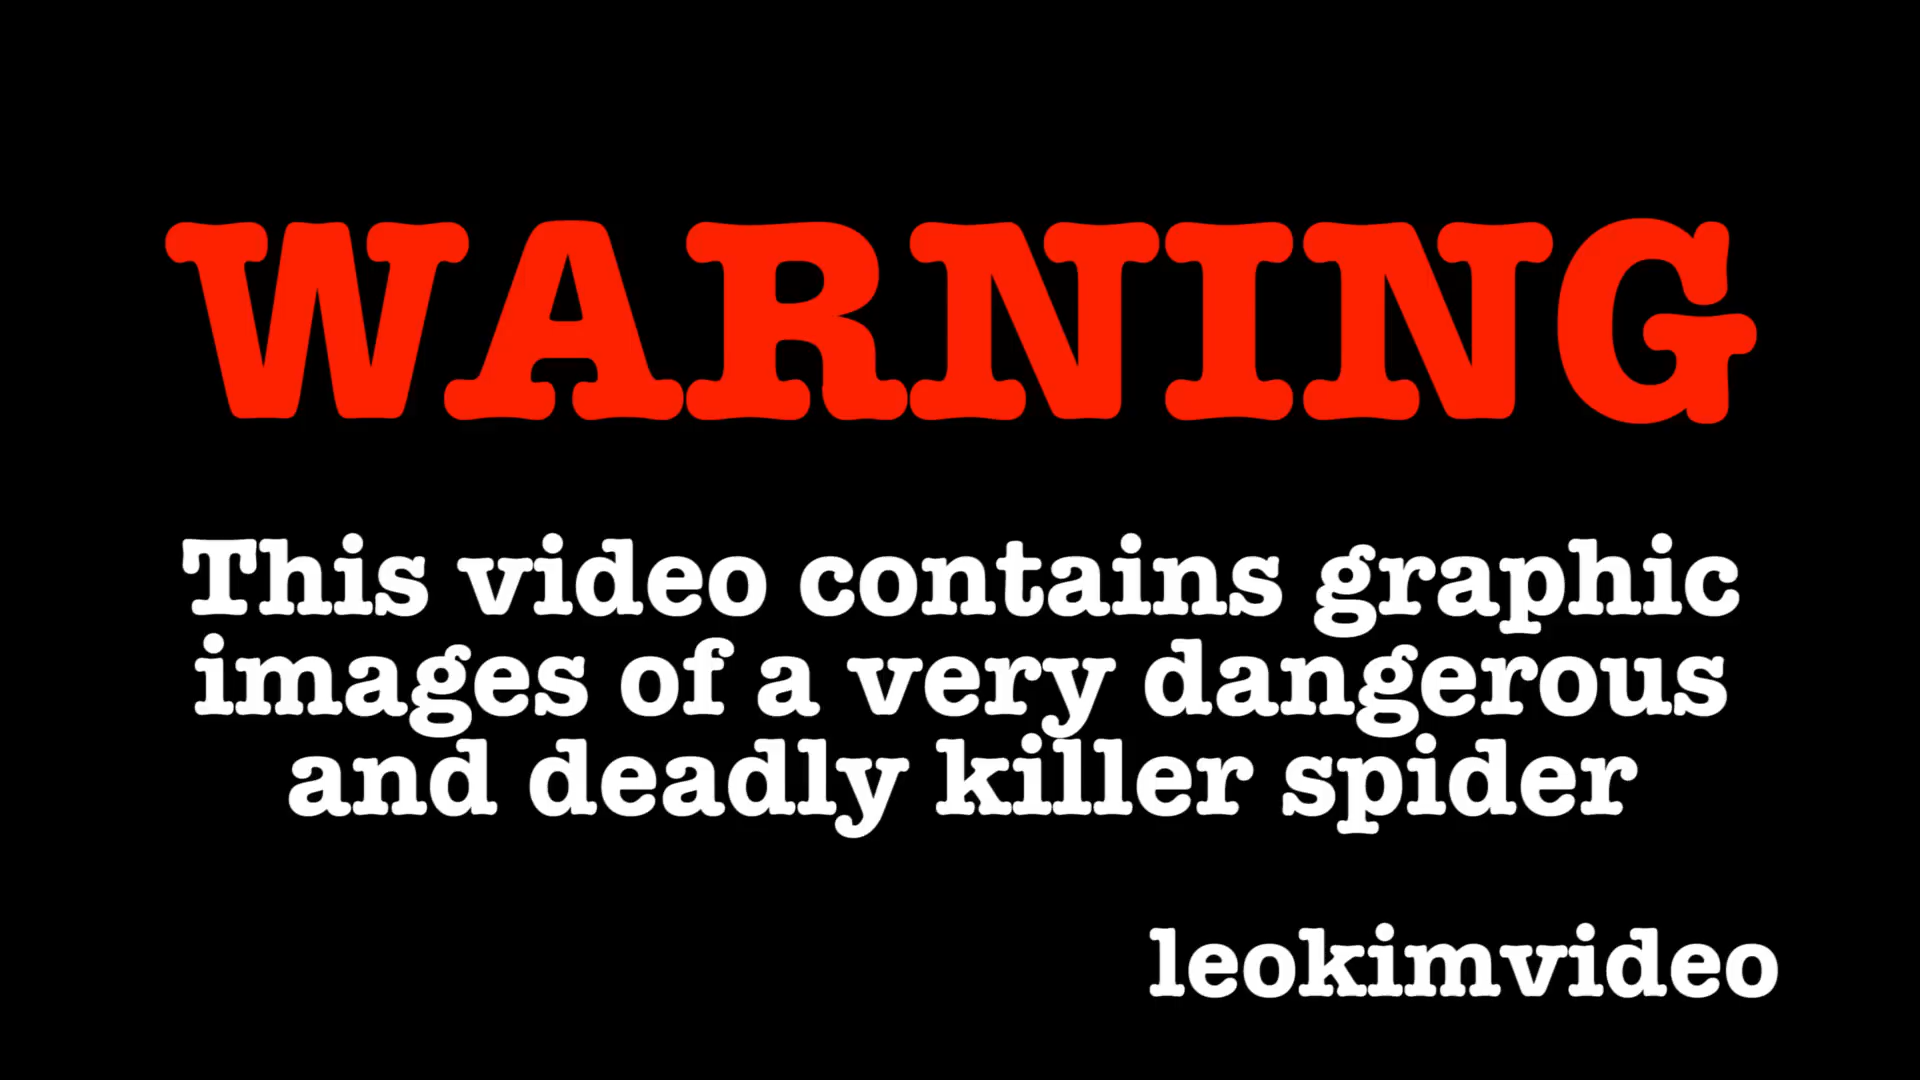 WARNING
This video contains graphic
images of a very dangerous
and deadly killer spider
leokimvideo